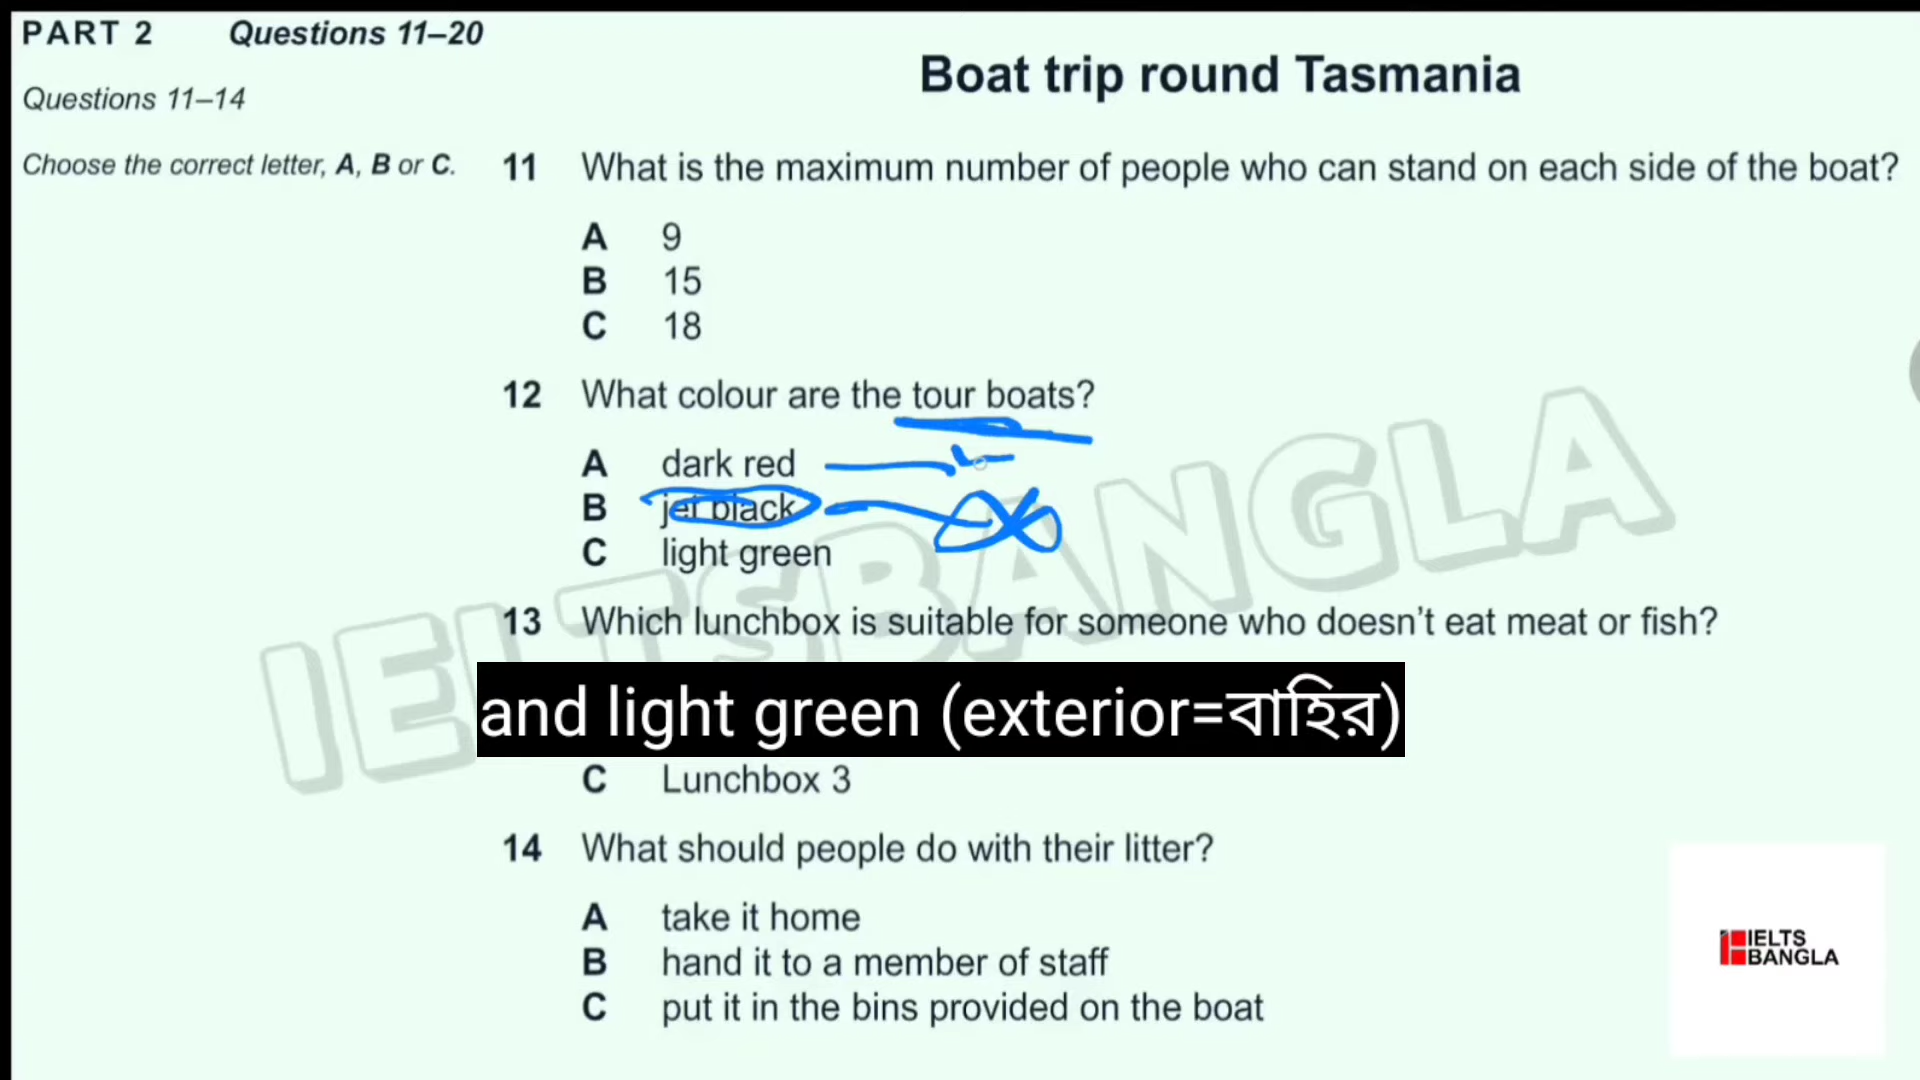 PART 2 Questions 11–20
Boat trip round Tasmania
Questions 11–14
Choose the correct letter, A, B or C.
11 What is the maximum number of people who can stand on each side of the boat?
A 9
B 15
C 18
12 What colour are the tour boats?
A dark red
B jet black
C light green
13 Which lunchbox is suitable for someone who doesn't eat meat or fish?
and light green (exterior=বাহির)
C Lunchbox 3
14 What should people do with their litter?
A take it home
B hand it to a member of staff
C put it in the bins provided on the boat
IELTSBANGLA
IELTS
BANGLA